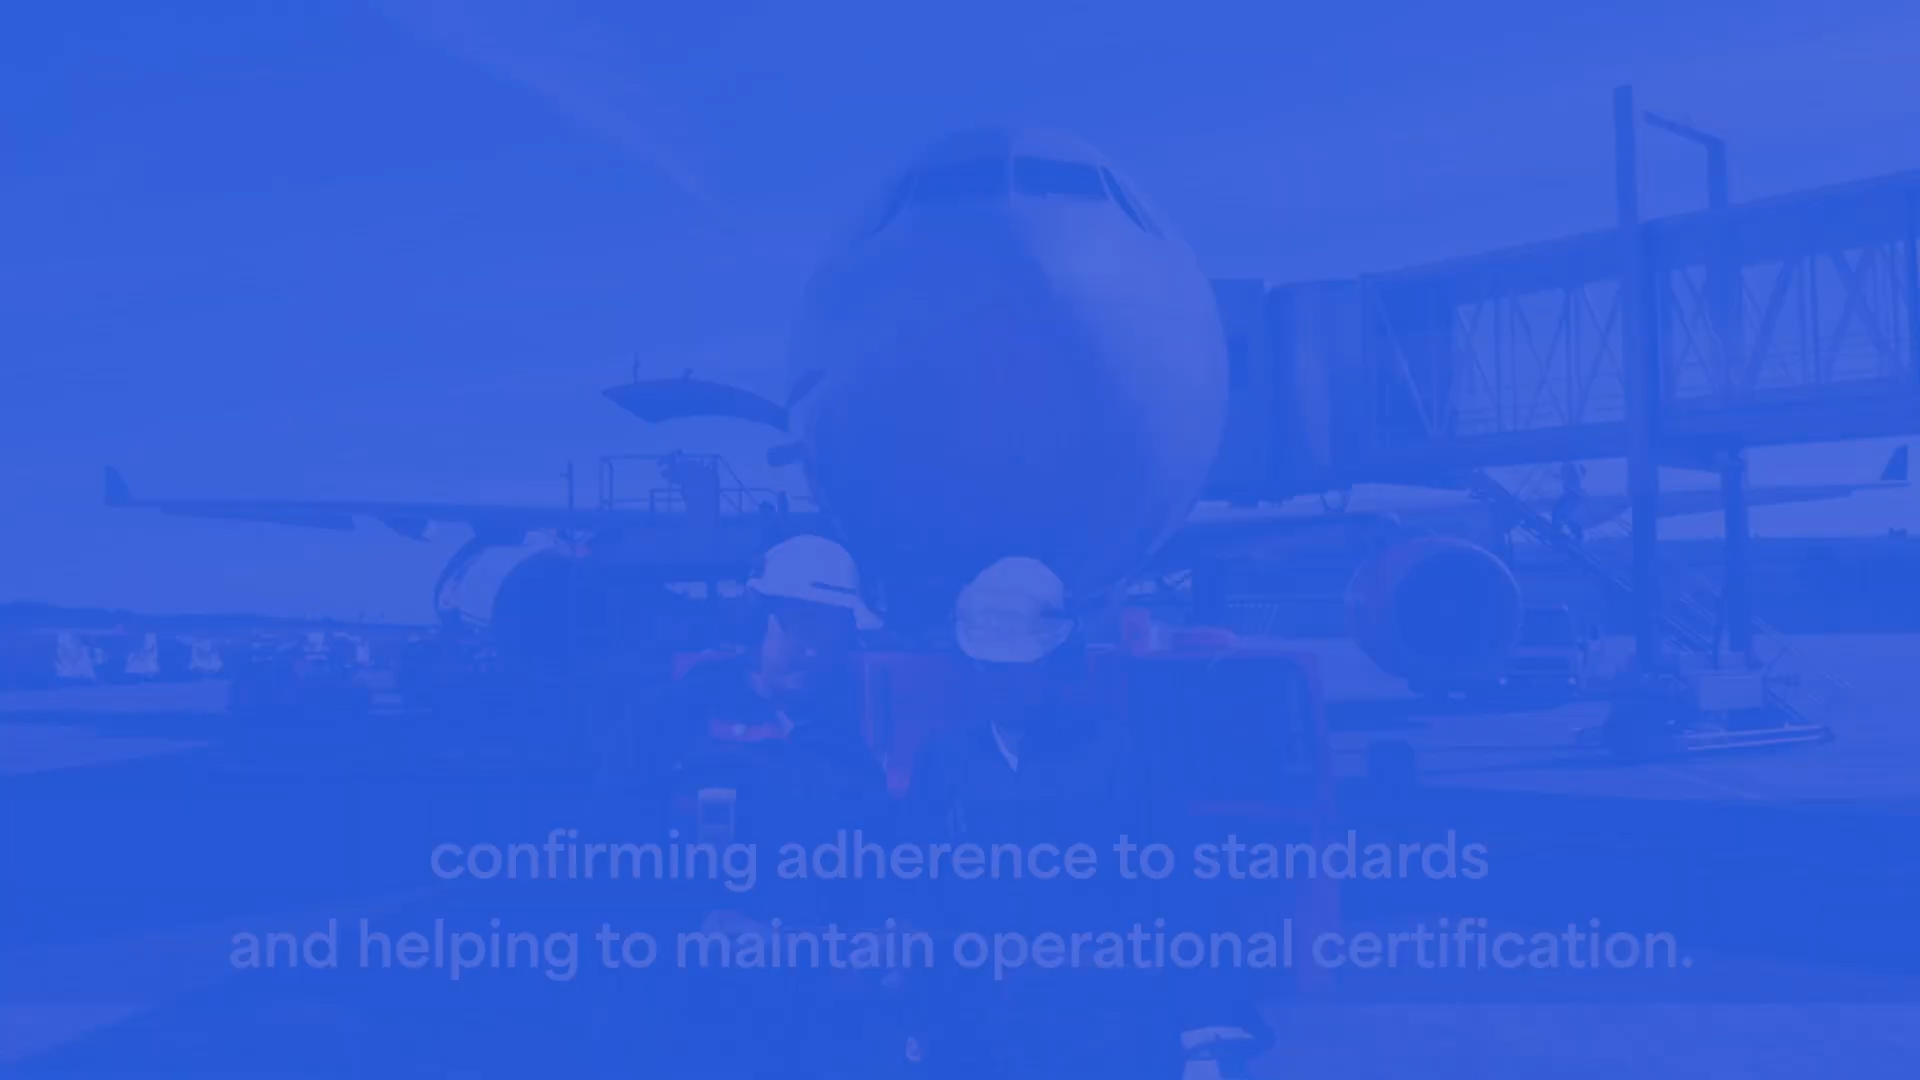 confirming adherence to standards
and helping to maintain operational certification.